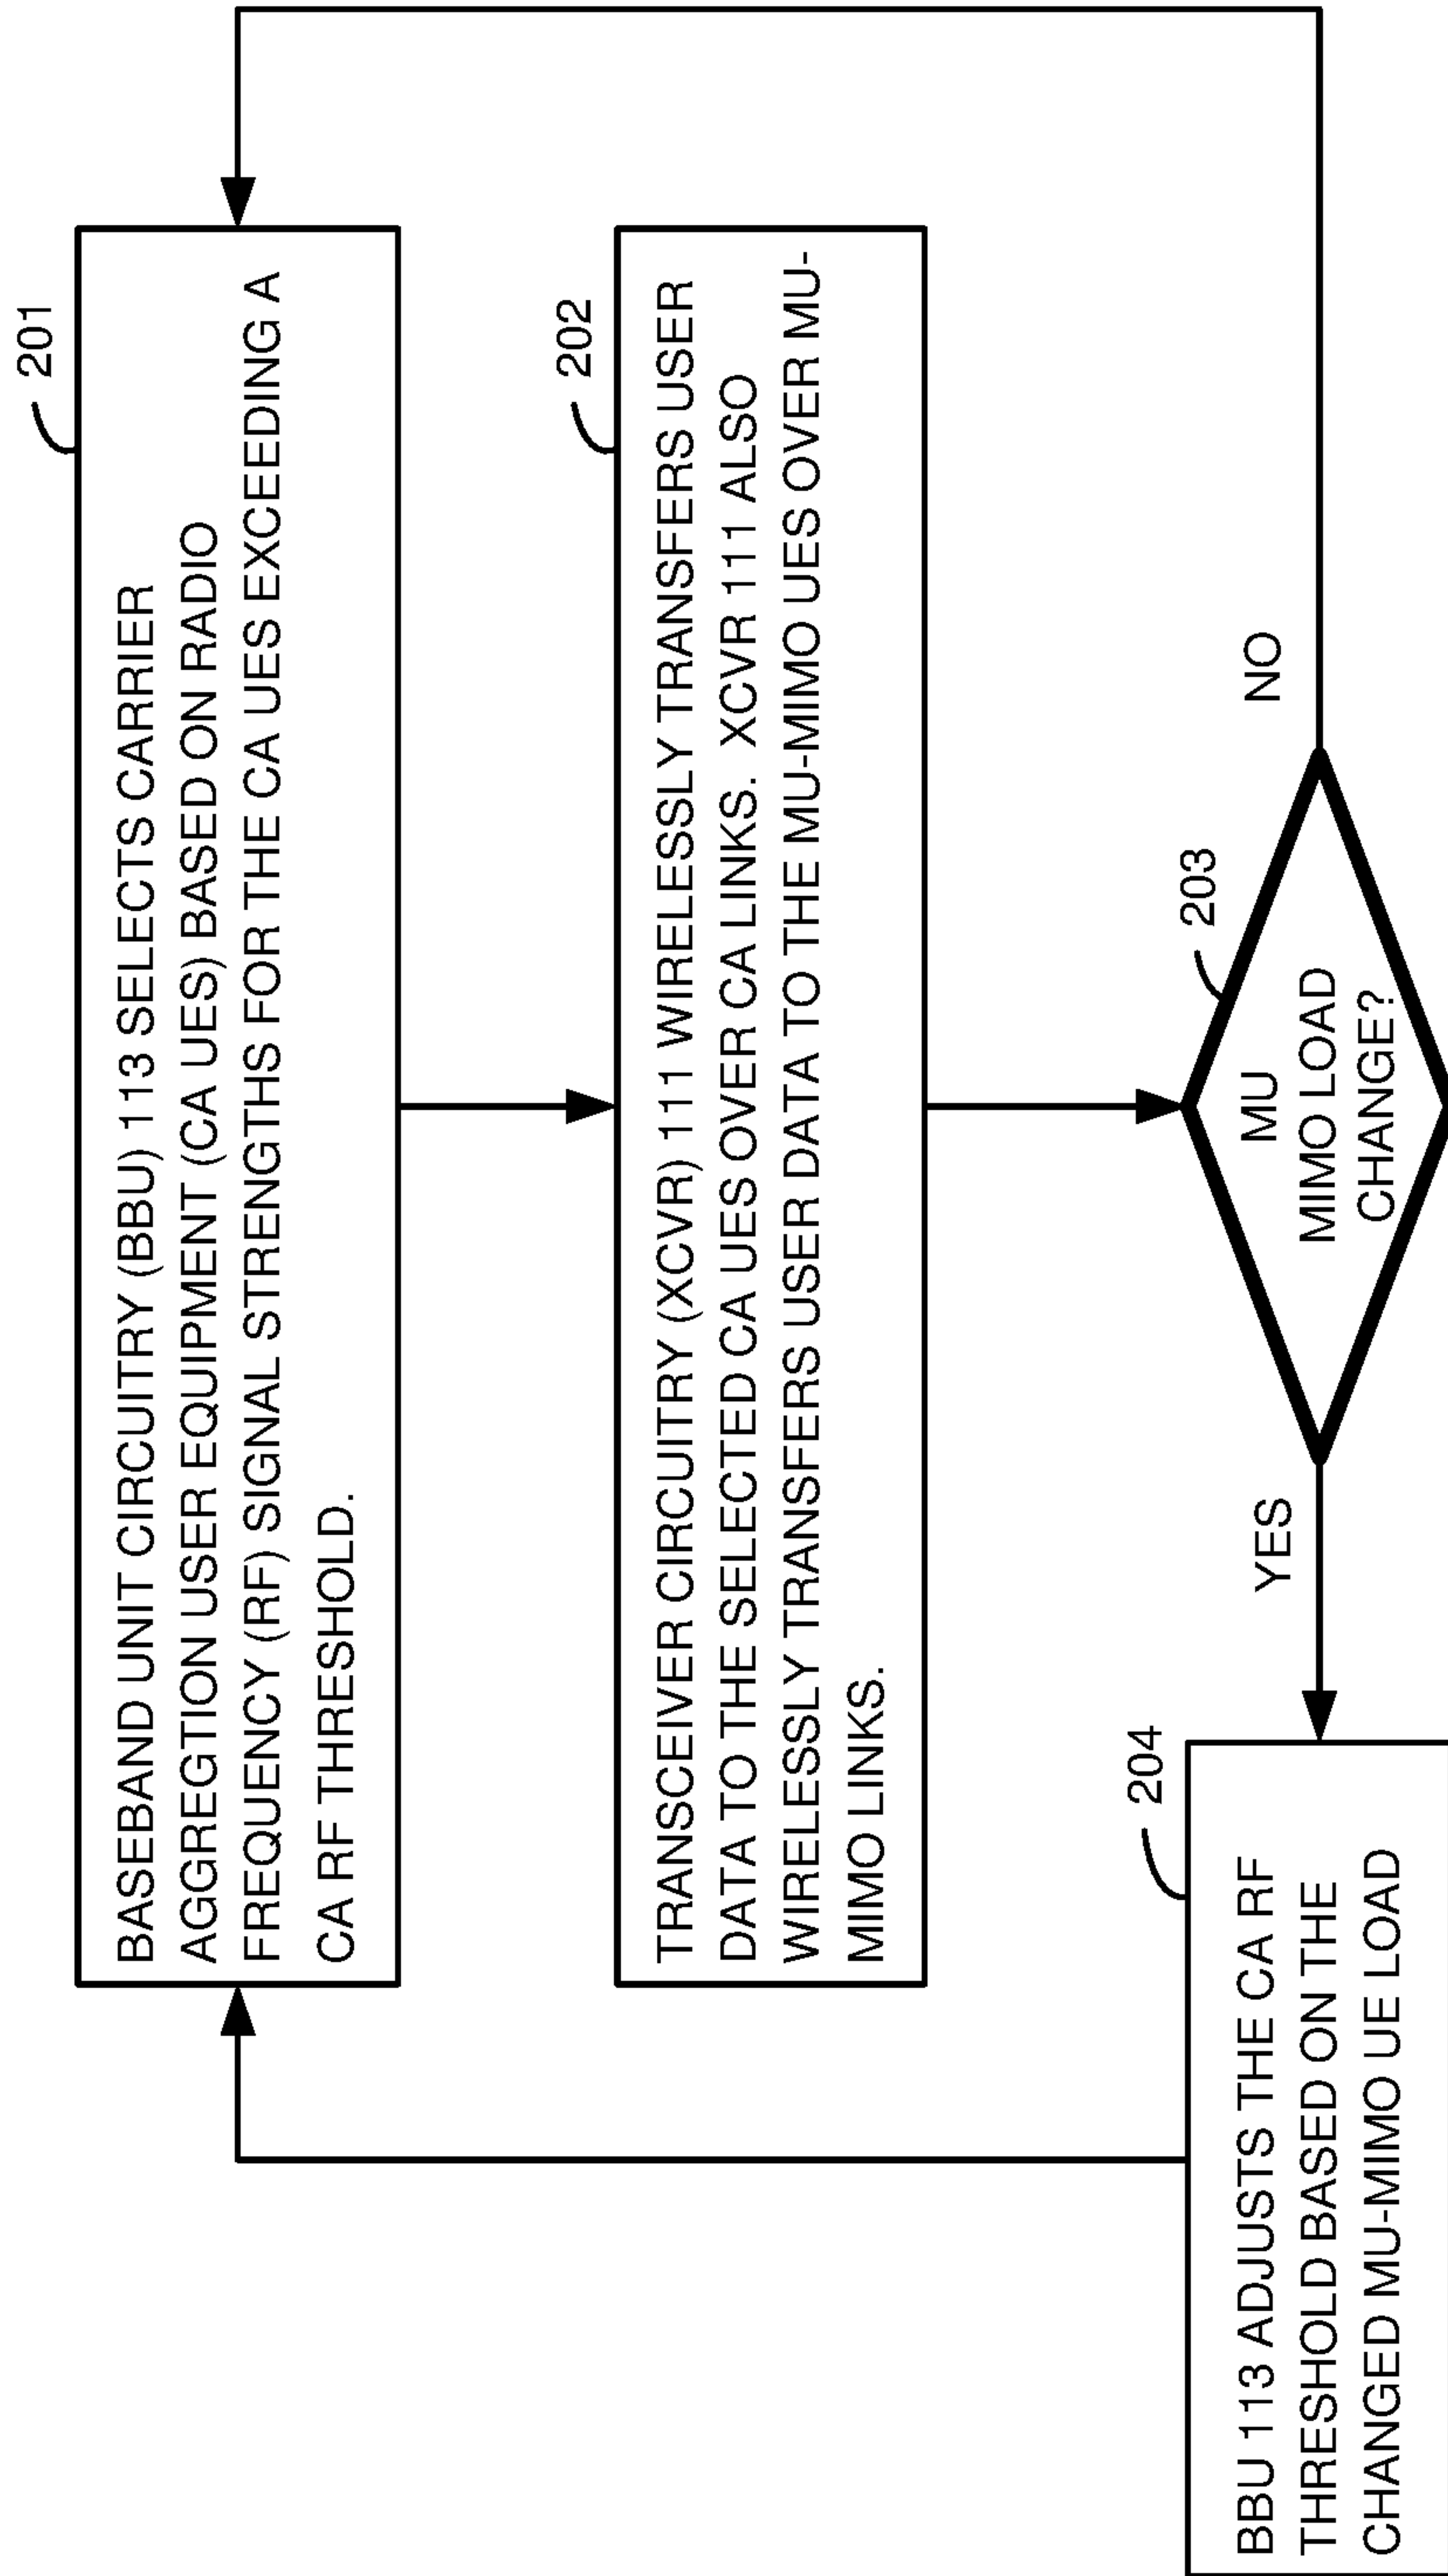 201
BASEBAND UNIT CIRCUITRY (BBU) 113 SELECTS CARRIER
AGGREGTION USER EQUIPMENT (CA UES) BASED ON RADIO
FREQUENCY (RF) SIGNAL STRENGTHS FOR THE CA UES EXCEEDING A
CA RF THRESHOLD.
202
TRANSCEIVER CIRCUITRY (XCVR) 111 WIRELESSLY TRANSFERS USER
DATA TO THE SELECTED CA UES OVER CA LINKS. XCVR 111 ALSO
WIRELESSLY TRANSFERS USER DATA TO THE MU-MIMO UES OVER MU-
MIMO LINKS.
203
MU
MIMO LOAD
CHANGE?
NO
YES
204
BBU 113 ADJUSTS THE CA RF
THRESHOLD BASED ON THE
CHANGED MU-MIMO UE LOAD